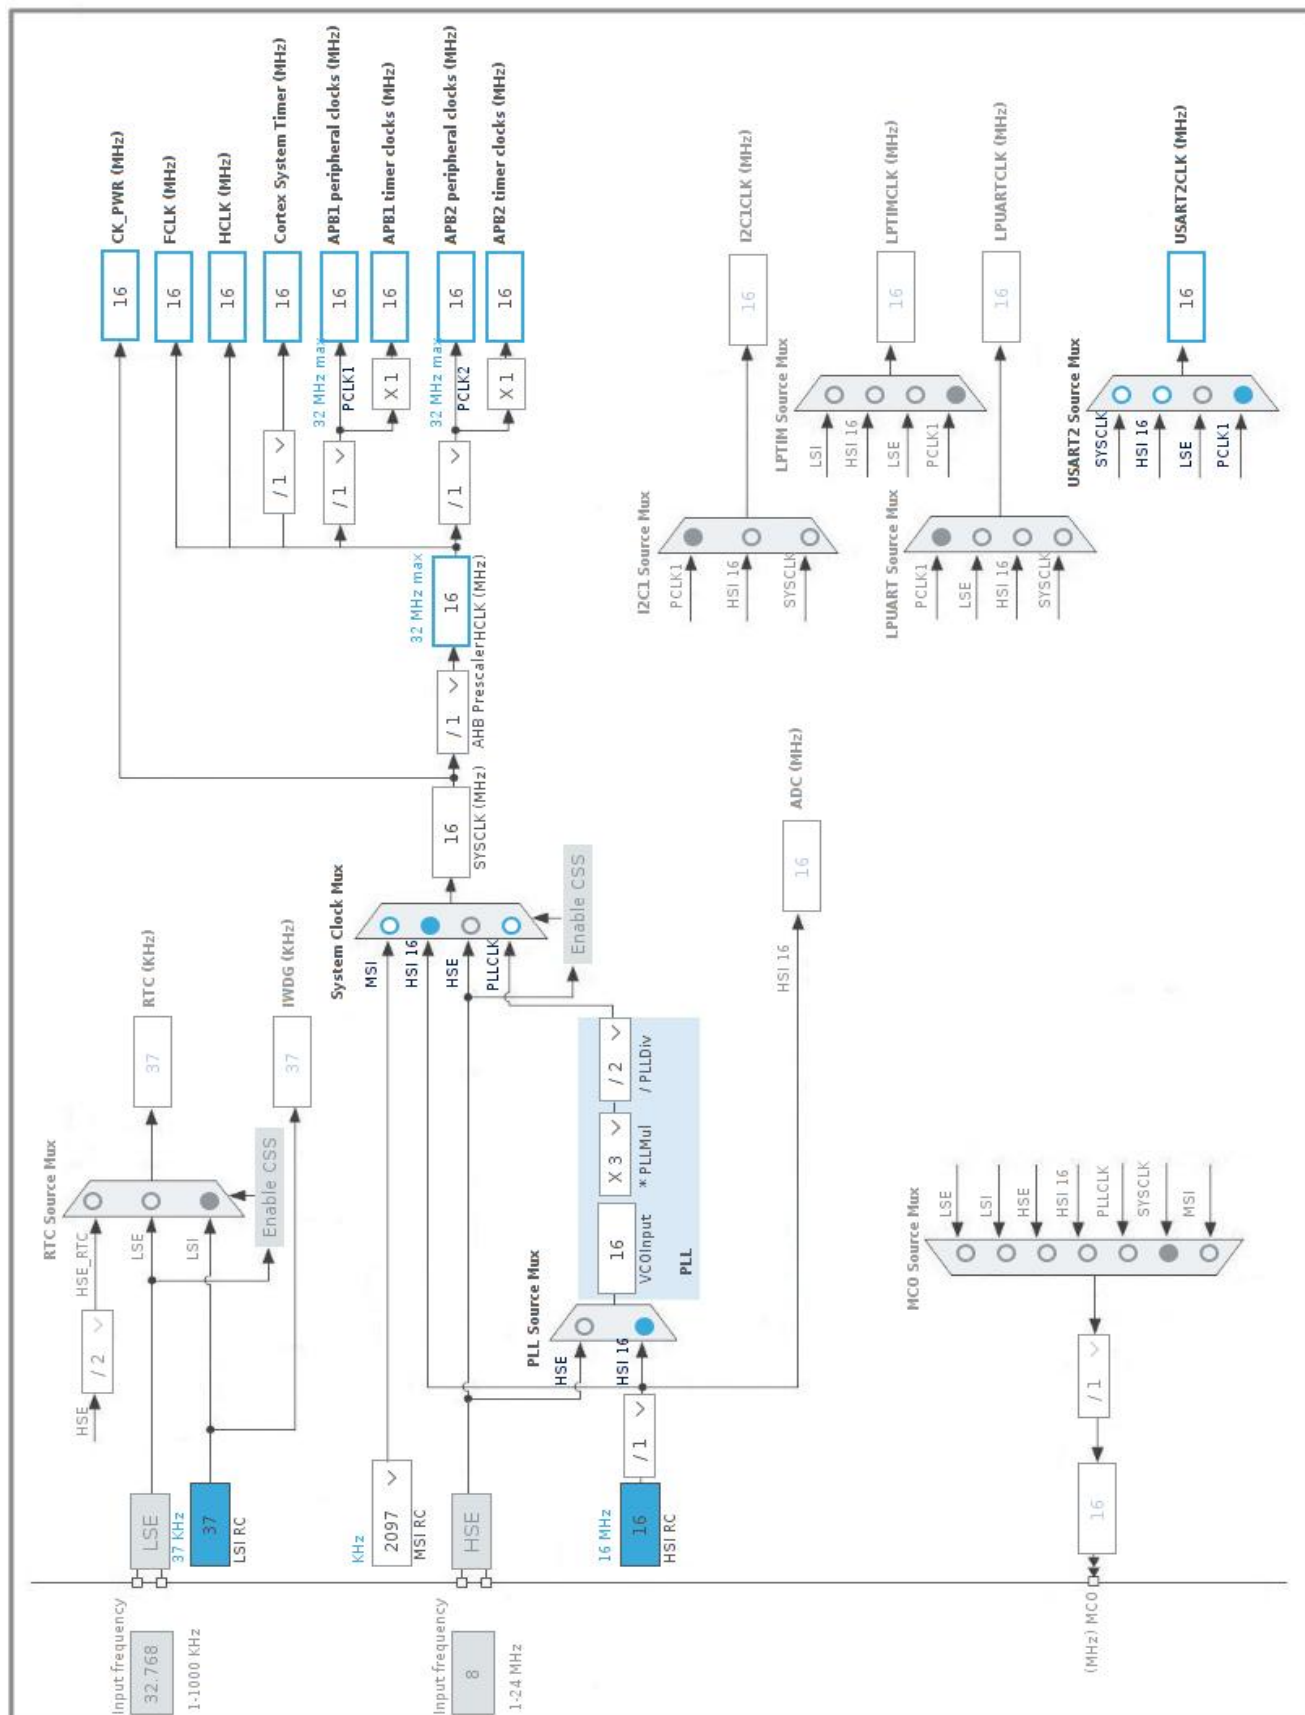 Input frequency
32.768
1-1000 KHz
LSE
37 KHz
37
LSI RC
HSE
/ 2
HSE_RTC
LSE
LSI
RTC Source Mux
Enable CSS
37
RTC (KHz)
37
IWDG (KHz)
Input frequency
8
1-24 MHz
KHz
2097
MSI RC
HSE
16 MHz
16
HSI RC
/ 1
PLL Source Mux
HSE
HSI 16
16
VCOInput
X 3
* PLLMul
/ 2
/ PLLDiv
PLL
System Clock Mux
MSI
HSI 16
HSE
PLLCLK
Enable CSS
16
SYSCLK (MHz)
/ 1
AHB Prescaler
32 MHz max
16
HCLK (MHz)
HSI 16
16
ADC (MHz)
16
CK_PWR (MHz)
16
FCLK (MHz)
16
HCLK (MHz)
/ 1
16
Cortex System Timer (MHz)
/ 1
32 MHz max
PCLK1
16
APB1 peripheral clocks (MHz)
X 1
16
APB1 timer clocks (MHz)
/ 1
32 MHz max
PCLK2
16
APB2 peripheral clocks (MHz)
X 1
16
APB2 timer clocks (MHz)
I2C1 Source Mux
PCLK1
HSI 16
SYSCLK
16
I2C1CLK (MHz)
LPTIM Source Mux
LSI
HSI 16
LSE
PCLK1
16
LPTIMCLK (MHz)
LPUART Source Mux
PCLK1
LSE
HSI 16
SYSCLK
16
LPUARTCLK (MHz)
USART2 Source Mux
SYSCLK
HSI 16
LSE
PCLK1
16
USART2CLK (MHz)
MCO Source Mux
LSE
LSI
HSE
HSI 16
PLLCLK
SYSCLK
MSI
/ 1
16
(MHz) MCO